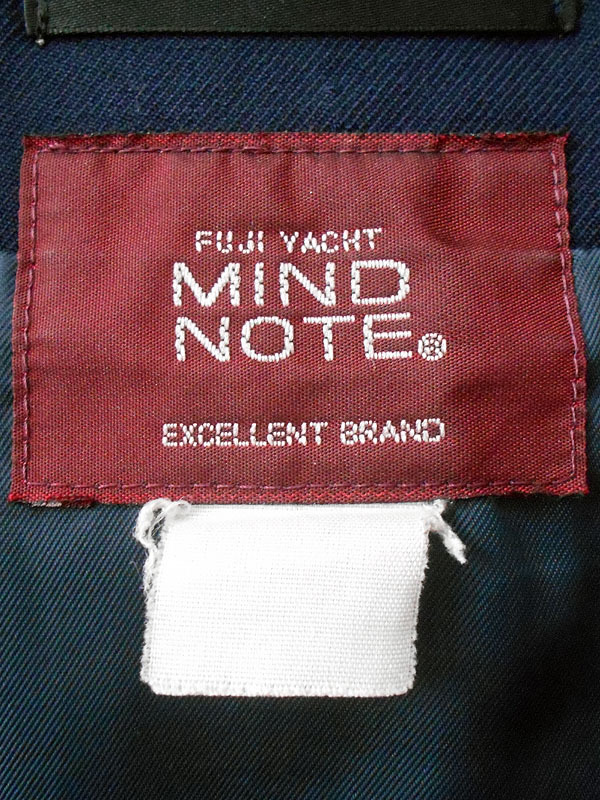 FUJI YACHT
MIND
NOTE®
EXCELLENT BRAND